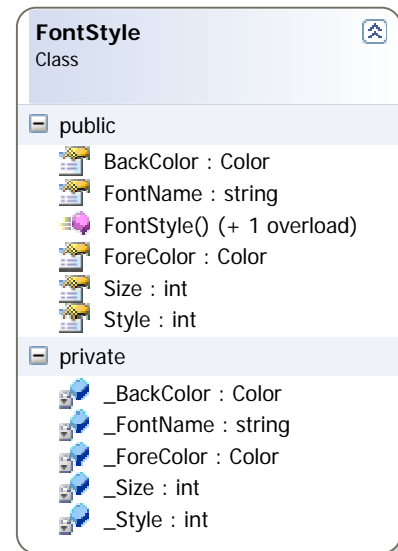 FontStyle
Class
public
BackColor : Color
FontName : string
FontStyle() (+ 1 overload)
ForeColor : Color
Size : int
Style : int
private
_BackColor : Color
_FontName : string
_ForeColor : Color
_Size : int
_Style : int